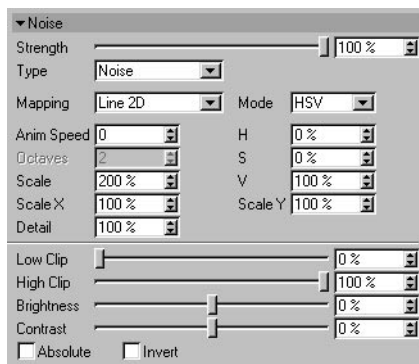 Noise
Strength 100 %
Type Noise
Mapping Line 2D Mode HSV
Anim Speed 0 H 0 %
Octaves 2 S 0 %
Scale 200 % V 100 %
Scale X 100 % Scale Y 100 %
Detail 100 %
Low Clip 0 %
High Clip 100 %
Brightness 0 %
Contrast 0 %
Absolute Invert